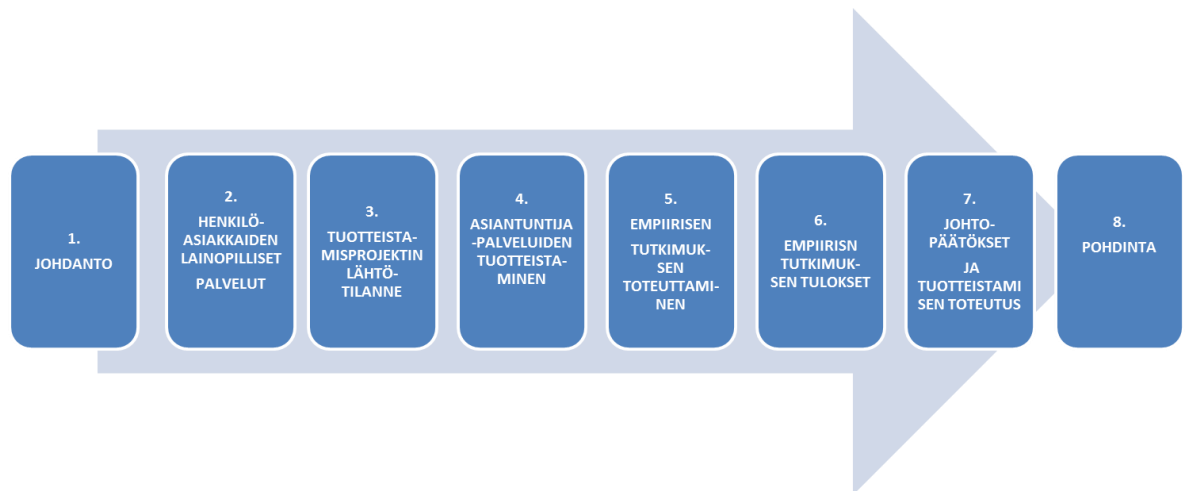 1.
JOHDANTO
2.
HENKILÖ-
ASIAKKAIDEN
LAINOPILLISET
PALVELUT
3.
TUOTTEISTA-
MISPROJEKTIN
LÄHTÖ-
TILANNE
4.
ASIANTUNTIJA
-PALVELUIDEN
TUOTTEISTA-
MINEN
5.
EMPIIRISEN
TUTKIMUK-
SEN
TOTEUTTAMI-
NEN
6.
EMPIIRISN
TUTKIMUK-
SEN TULOKSET
7.
JOHTO-
PÄÄTÖKSET
JA
TUOTTEISTAMI
SEN TOTEUTUS
8.
POHDINTA